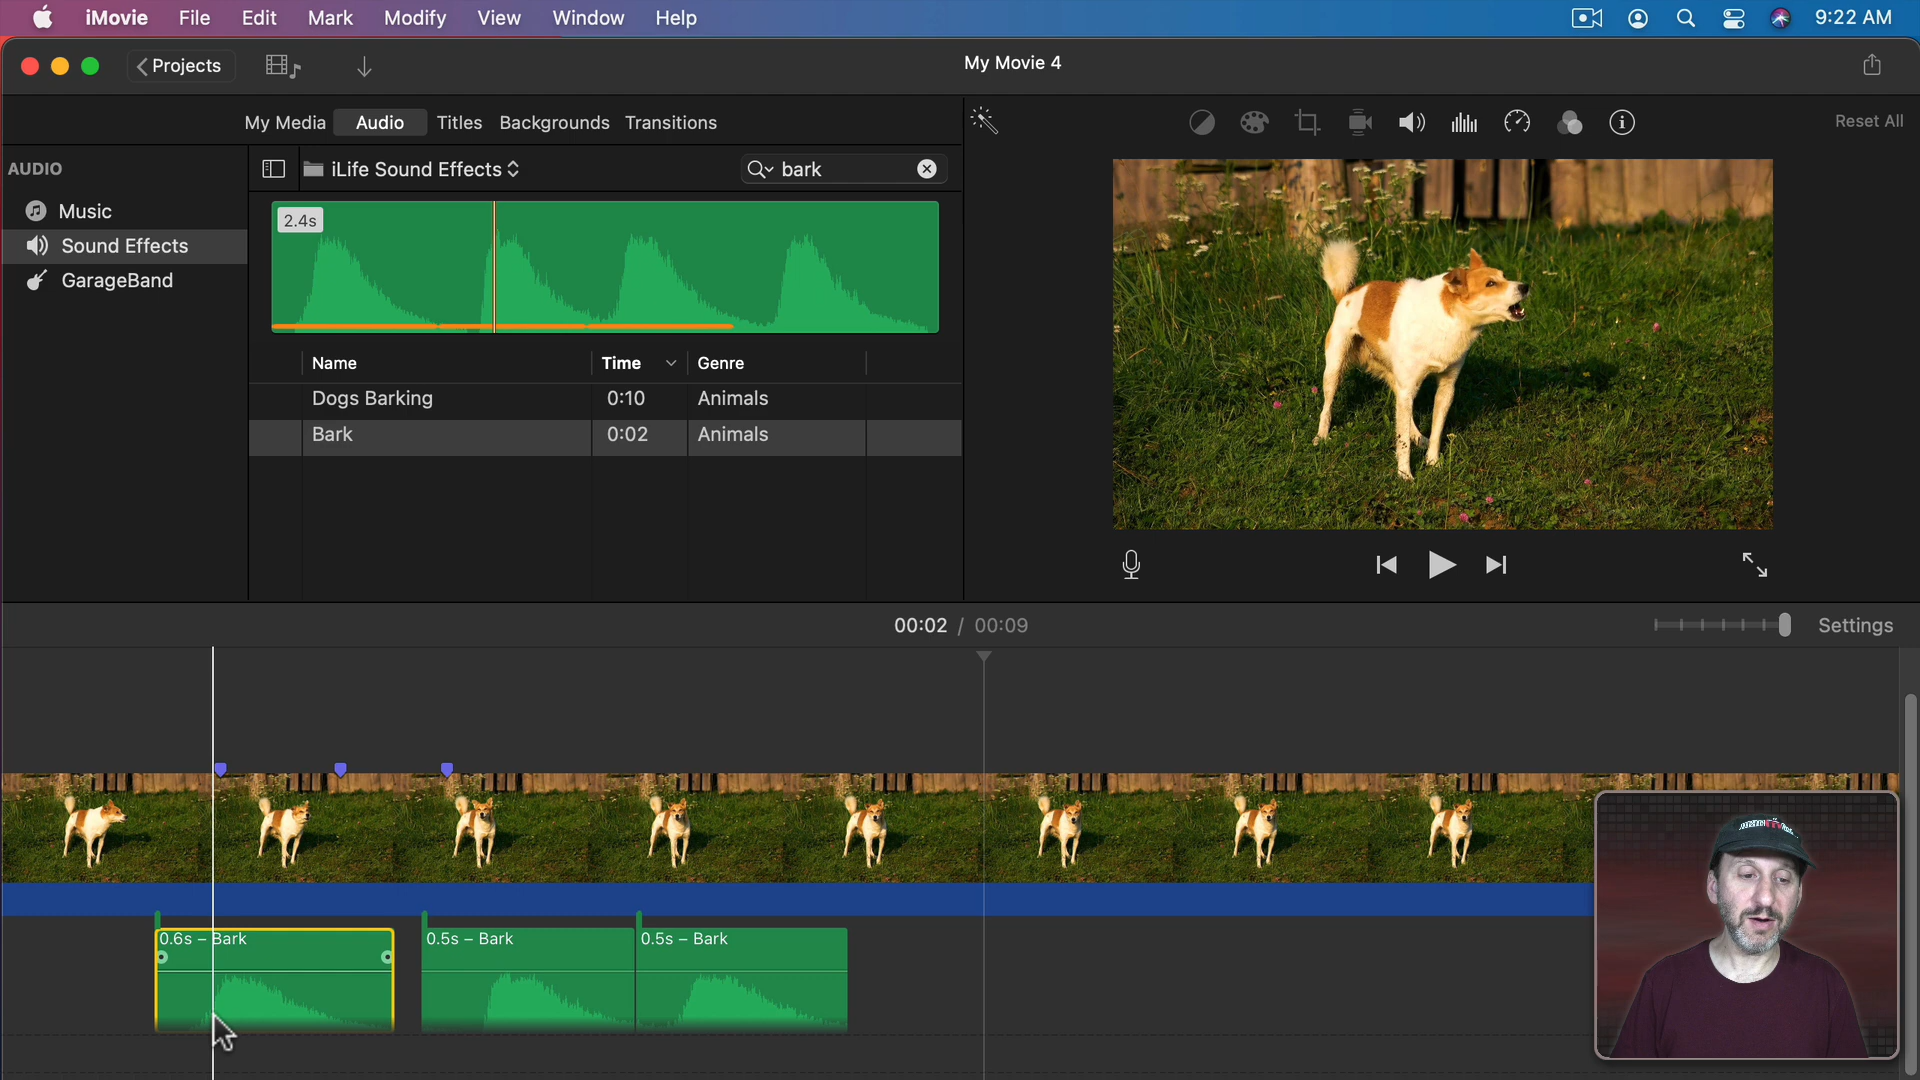 iMovie File Edit Mark Modify View Window Help 9:22 AM
Projects My Movie 4
My Media Audio Titles Backgrounds Transitions Reset All
AUDIO iLife Sound Effects bark
Music
Sound Effects
GarageBand
2.4s
Name Time Genre
Dogs Barking 0:10 Animals
Bark 0:02 Animals
00:02 / 00:09 Settings
0.6s – Bark 0.5s – Bark 0.5s – Bark